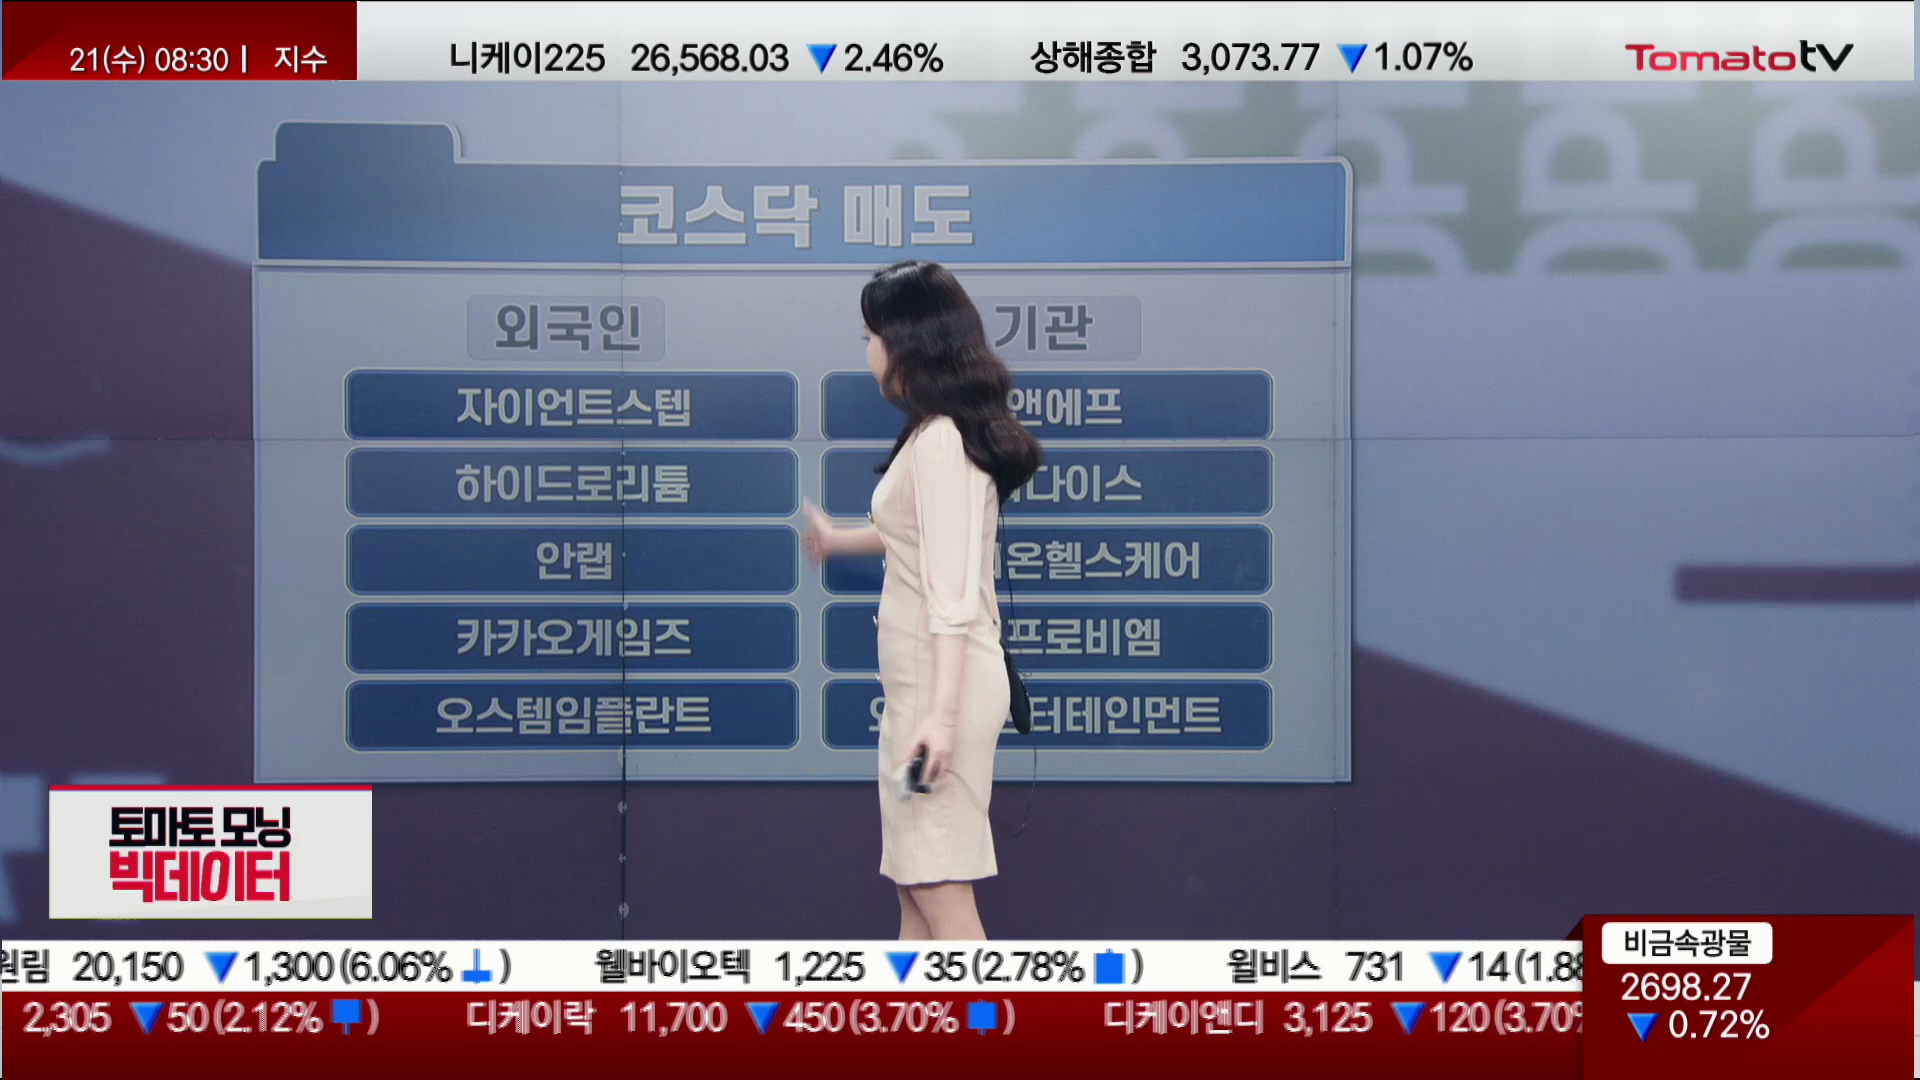 21(수) 08:30 | 지수
니케이225 26,568.03 ▼2.46%
상해종합 3,073.77 ▼1.07%
Tomatotv
코스닥 매도
외국인 기관
자이언트스텝 앤에프
하이드로리튬 다이스
안랩 온헬스케어
카카오게임즈 프로비엠
오스템임플란트 터테인먼트
토마토 모닝
빅데이터
원림 20,150 ▼1,300(6.06%) 웰바이오텍 1,225 ▼35(2.78%) 윌비스 731 ▼14(1.88
2,305 ▼50(2.12%) 디케이락 11,700 ▼450(3.70%) 디케이앤디 3,125 ▼120(3.70%
비금속광물
2698.27
▼0.72%